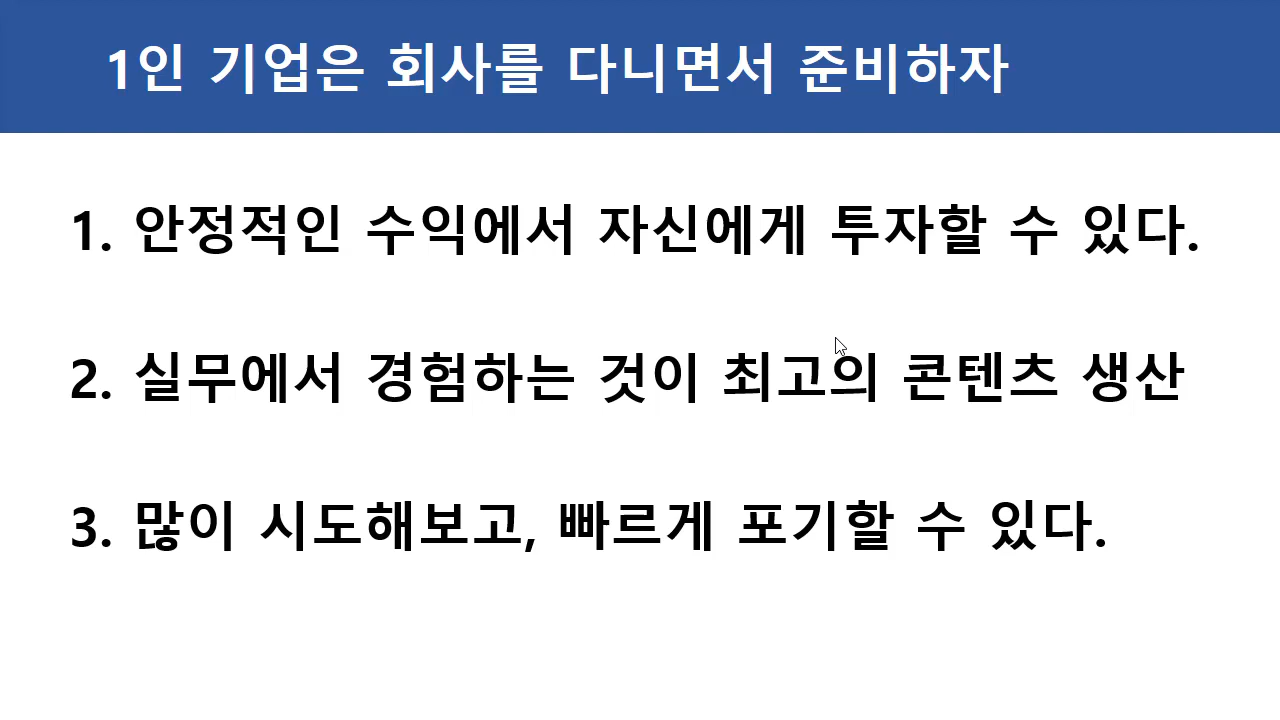 1인 기업은 회사를 다니면서 준비하자
1. 안정적인 수익에서 자신에게 투자할 수 있다.
2. 실무에서 경험하는 것이 최고의 콘텐츠 생산
3. 많이 시도해보고, 빠르게 포기할 수 있다.